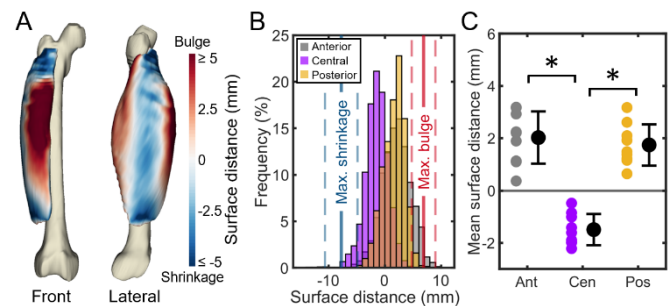 A
Front
Lateral
Bulge
≥ 5
2.5
0
-2.5
≤ -5
Shrinkage
Surface distance (mm)
B
Anterior
Central
Posterior
Max. shrinkage
Max. bulge
Frequency (%)
25
20
15
10
5
0
-10
0
10
Surface distance (mm)
C
*
*
Mean surface distance (mm)
6
4
2
0
-2
Ant
Cen
Pos